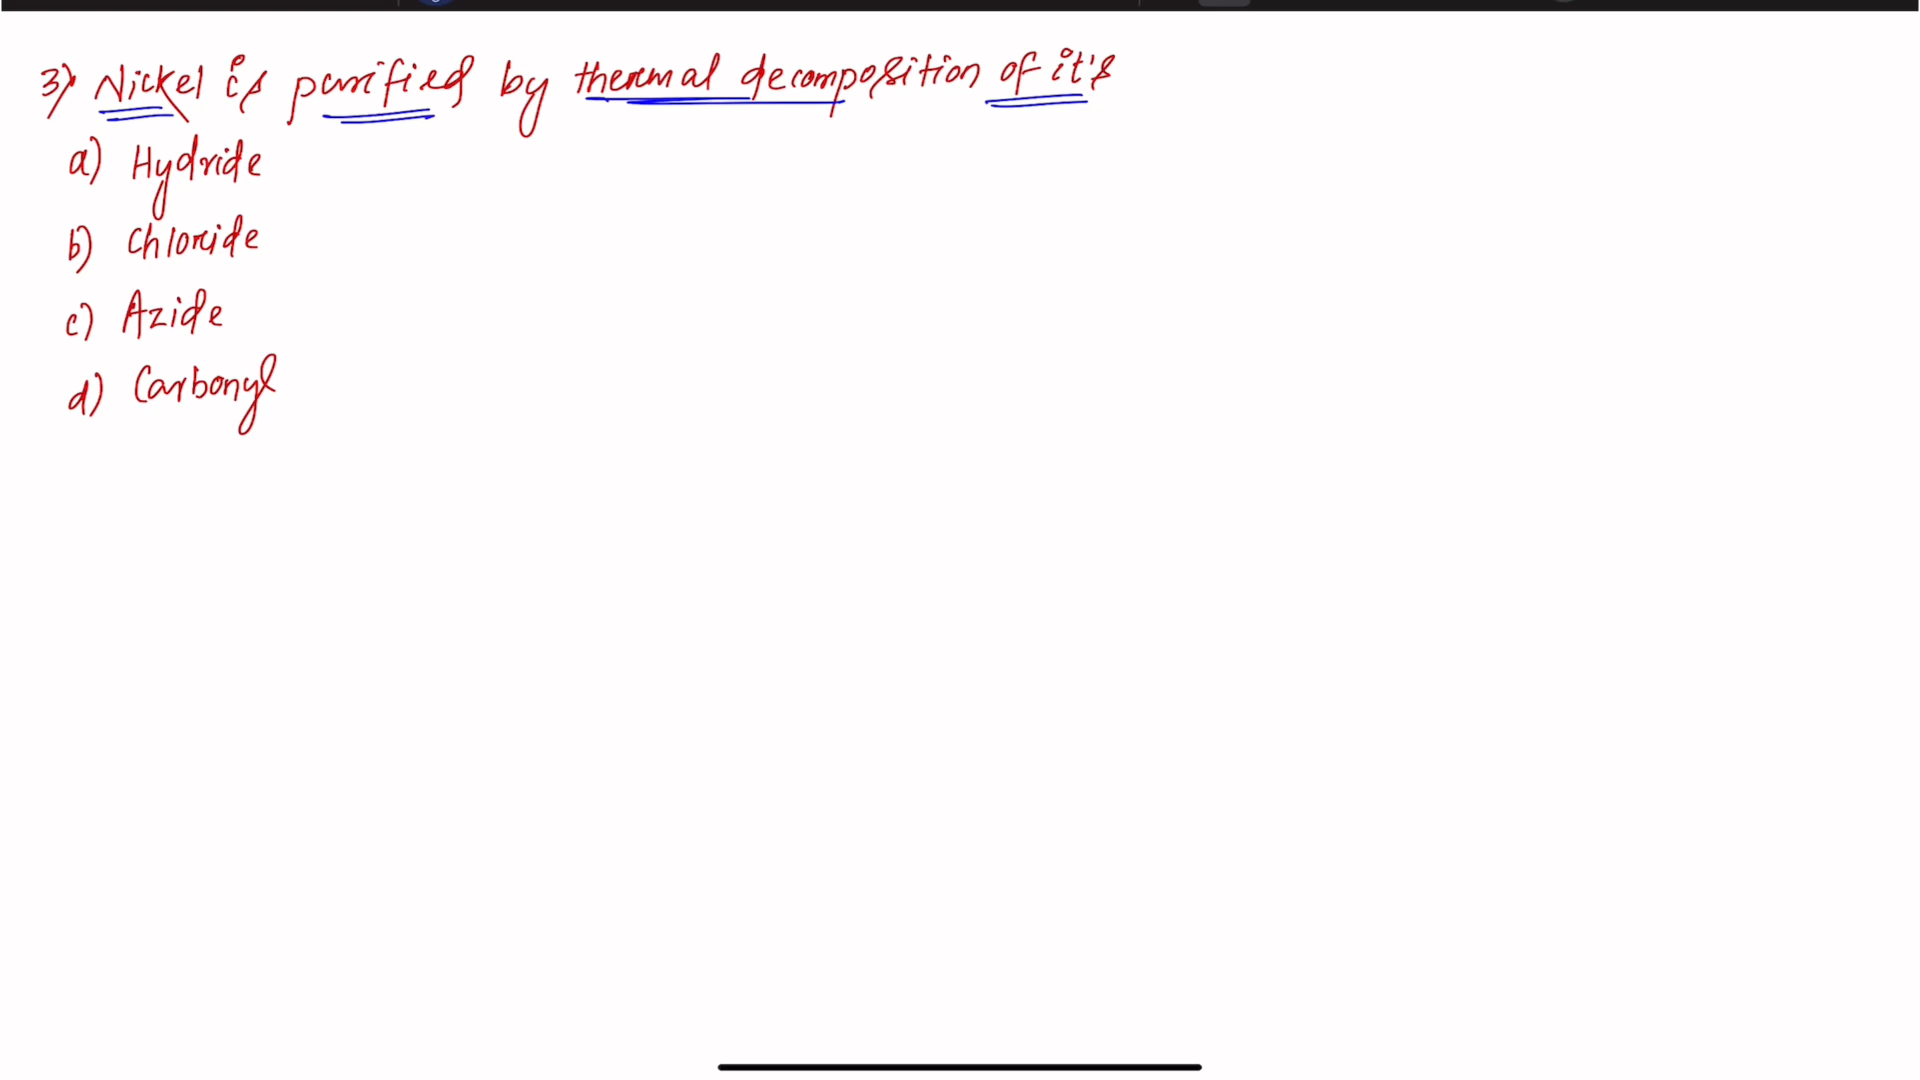 3) Nickel is purified by thermal decomposition of it's
a) Hydride
b) Chloride
c) Azide
d) Carbonyl